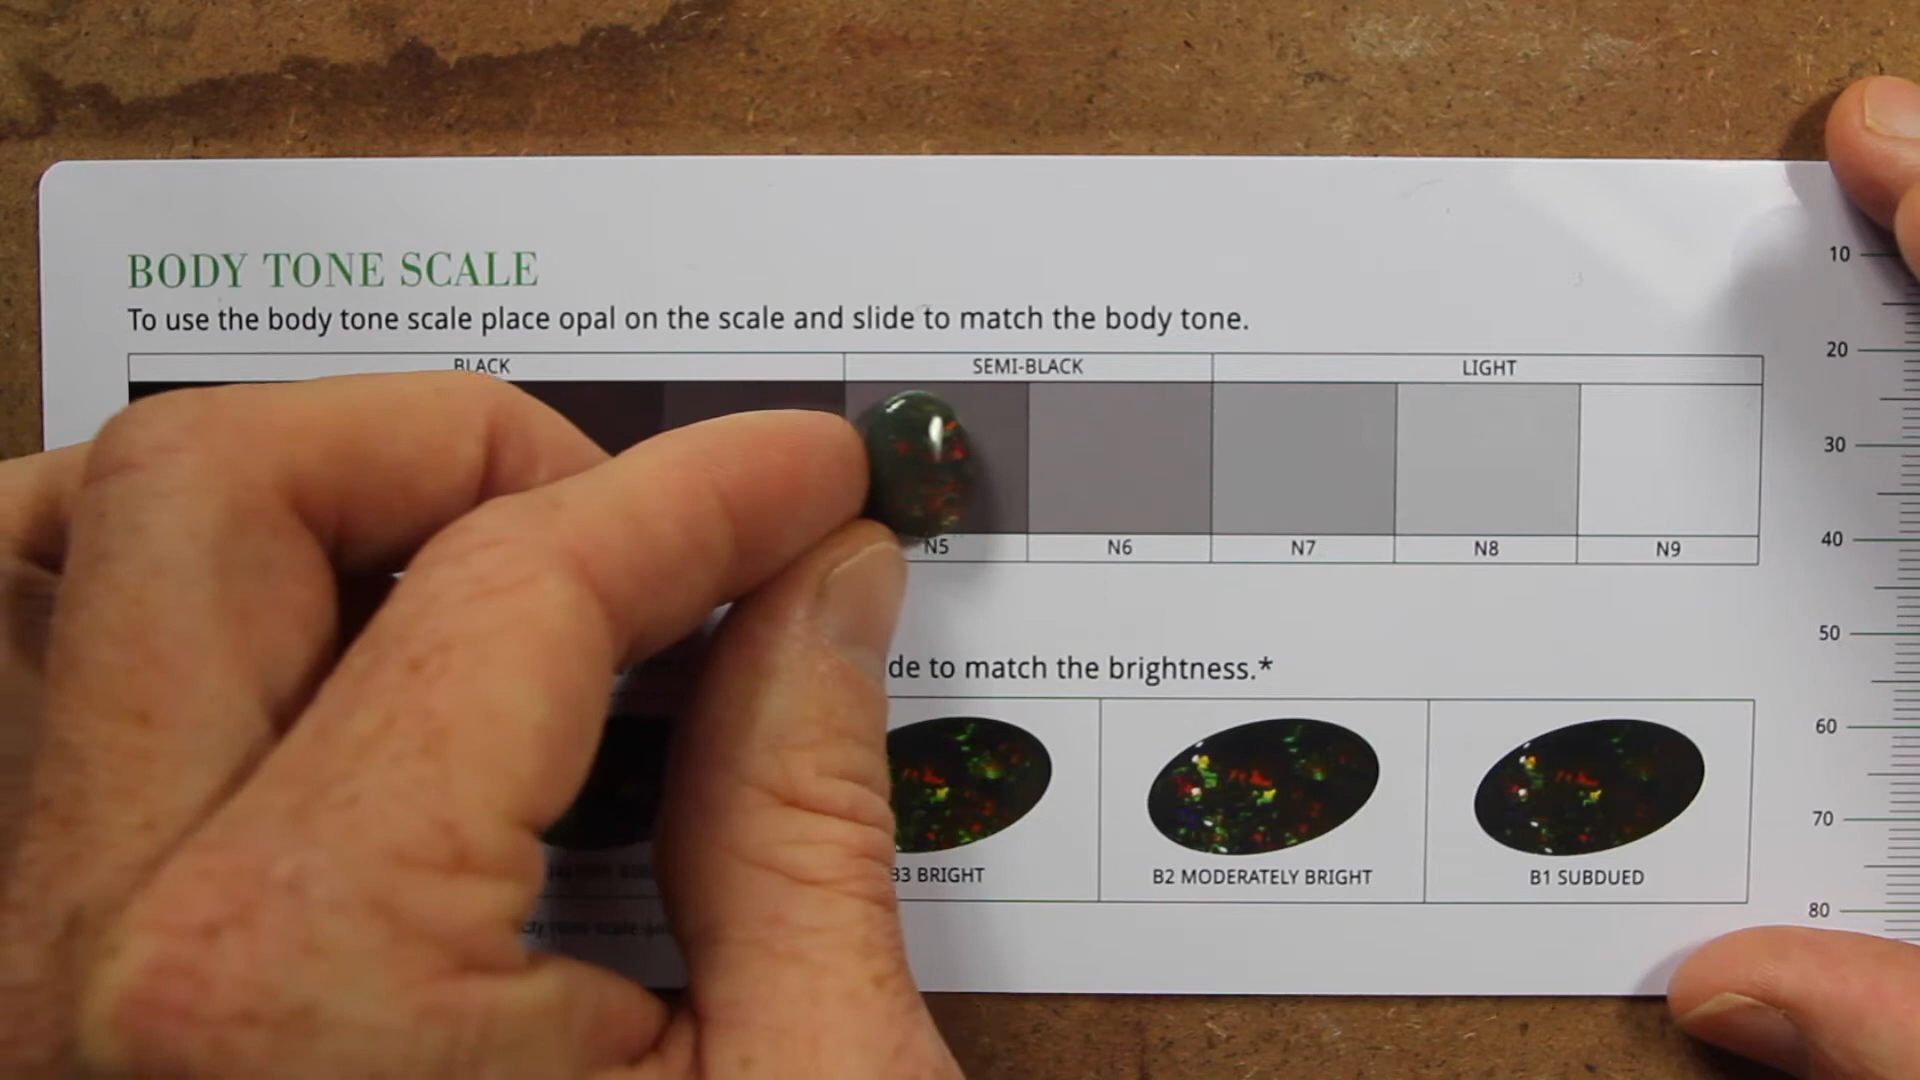 BODY TONE SCALE
To use the body tone scale place opal on the scale and slide to match the body tone.
BLACK SEMI-BLACK LIGHT
N5 N6 N7 N8 N9
de to match the brightness.*
B3 BRIGHT B2 MODERATELY BRIGHT B1 SUBDUED
10
20
30
40
50
60
70
80